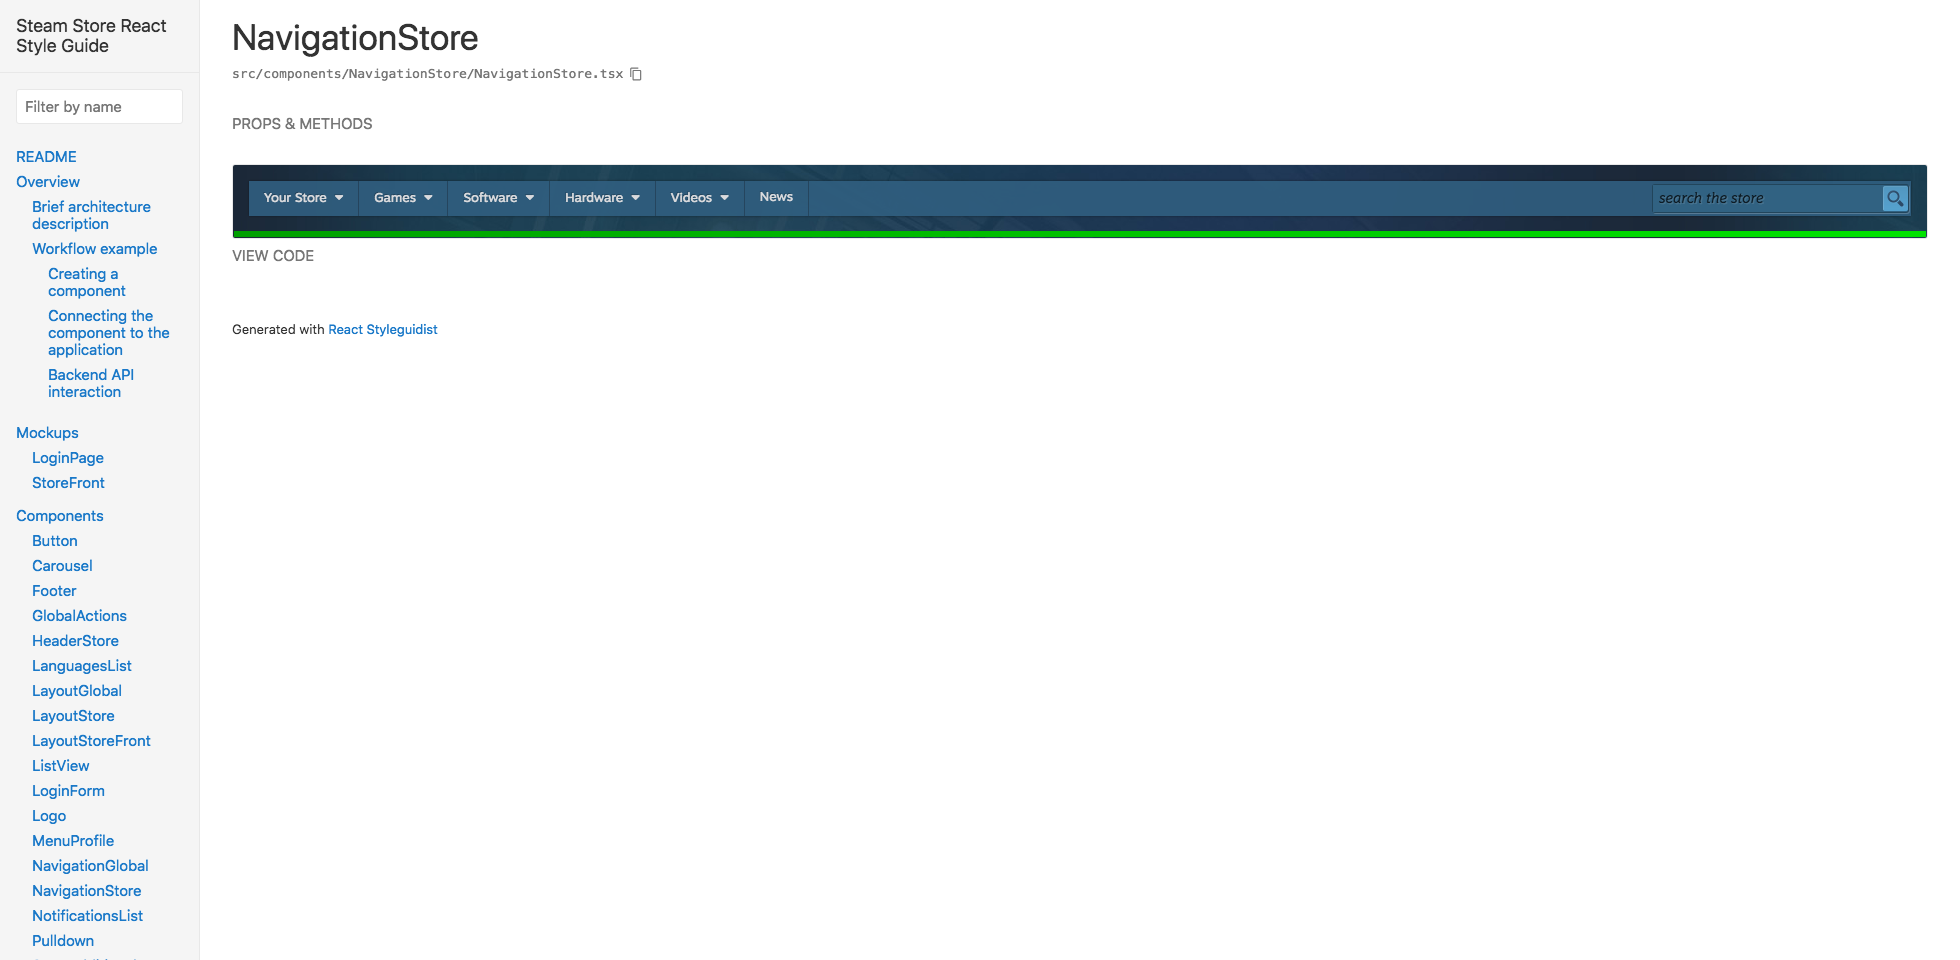 Steam Store React
Style Guide
Filter by name
README
Overview
Brief architecture
description
Workflow example
Creating a
component
Connecting the
component to the
application
Backend API
interaction
Mockups
LoginPage
StoreFront
Components
Button
Carousel
Footer
GlobalActions
HeaderStore
LanguagesList
LayoutGlobal
LayoutStore
LayoutStoreFront
ListView
LoginForm
Logo
MenuProfile
NavigationGlobal
NavigationStore
NotificationsList
Pulldown
NavigationStore
src/components/NavigationStore/NavigationStore.tsx
PROPS & METHODS
Your Store Games Software Hardware Videos News search the store
VIEW CODE
Generated with React Styleguidist